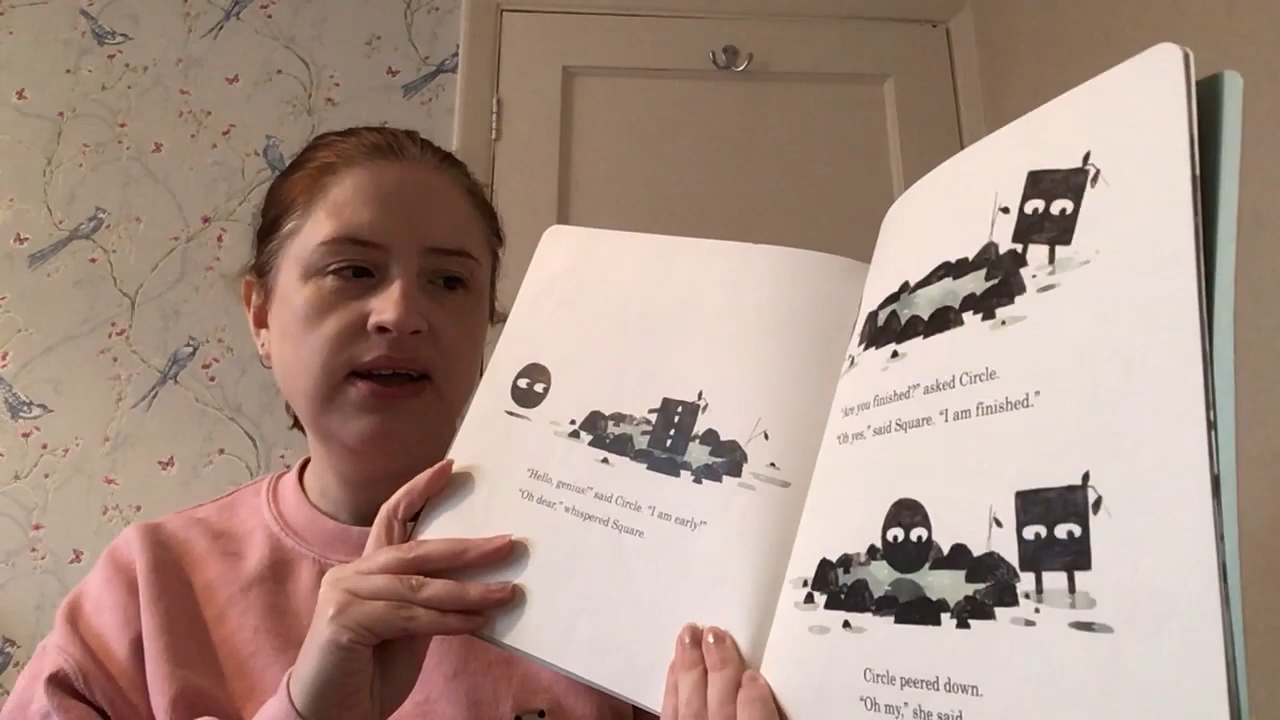 "Hello, genius!" said Circle. "I am early!"
"Oh dear," whispered Square.
"Are you finished?" asked Circle.
"Oh yes," said Square. "I am finished."
Circle peered down.
"Oh my," she said.